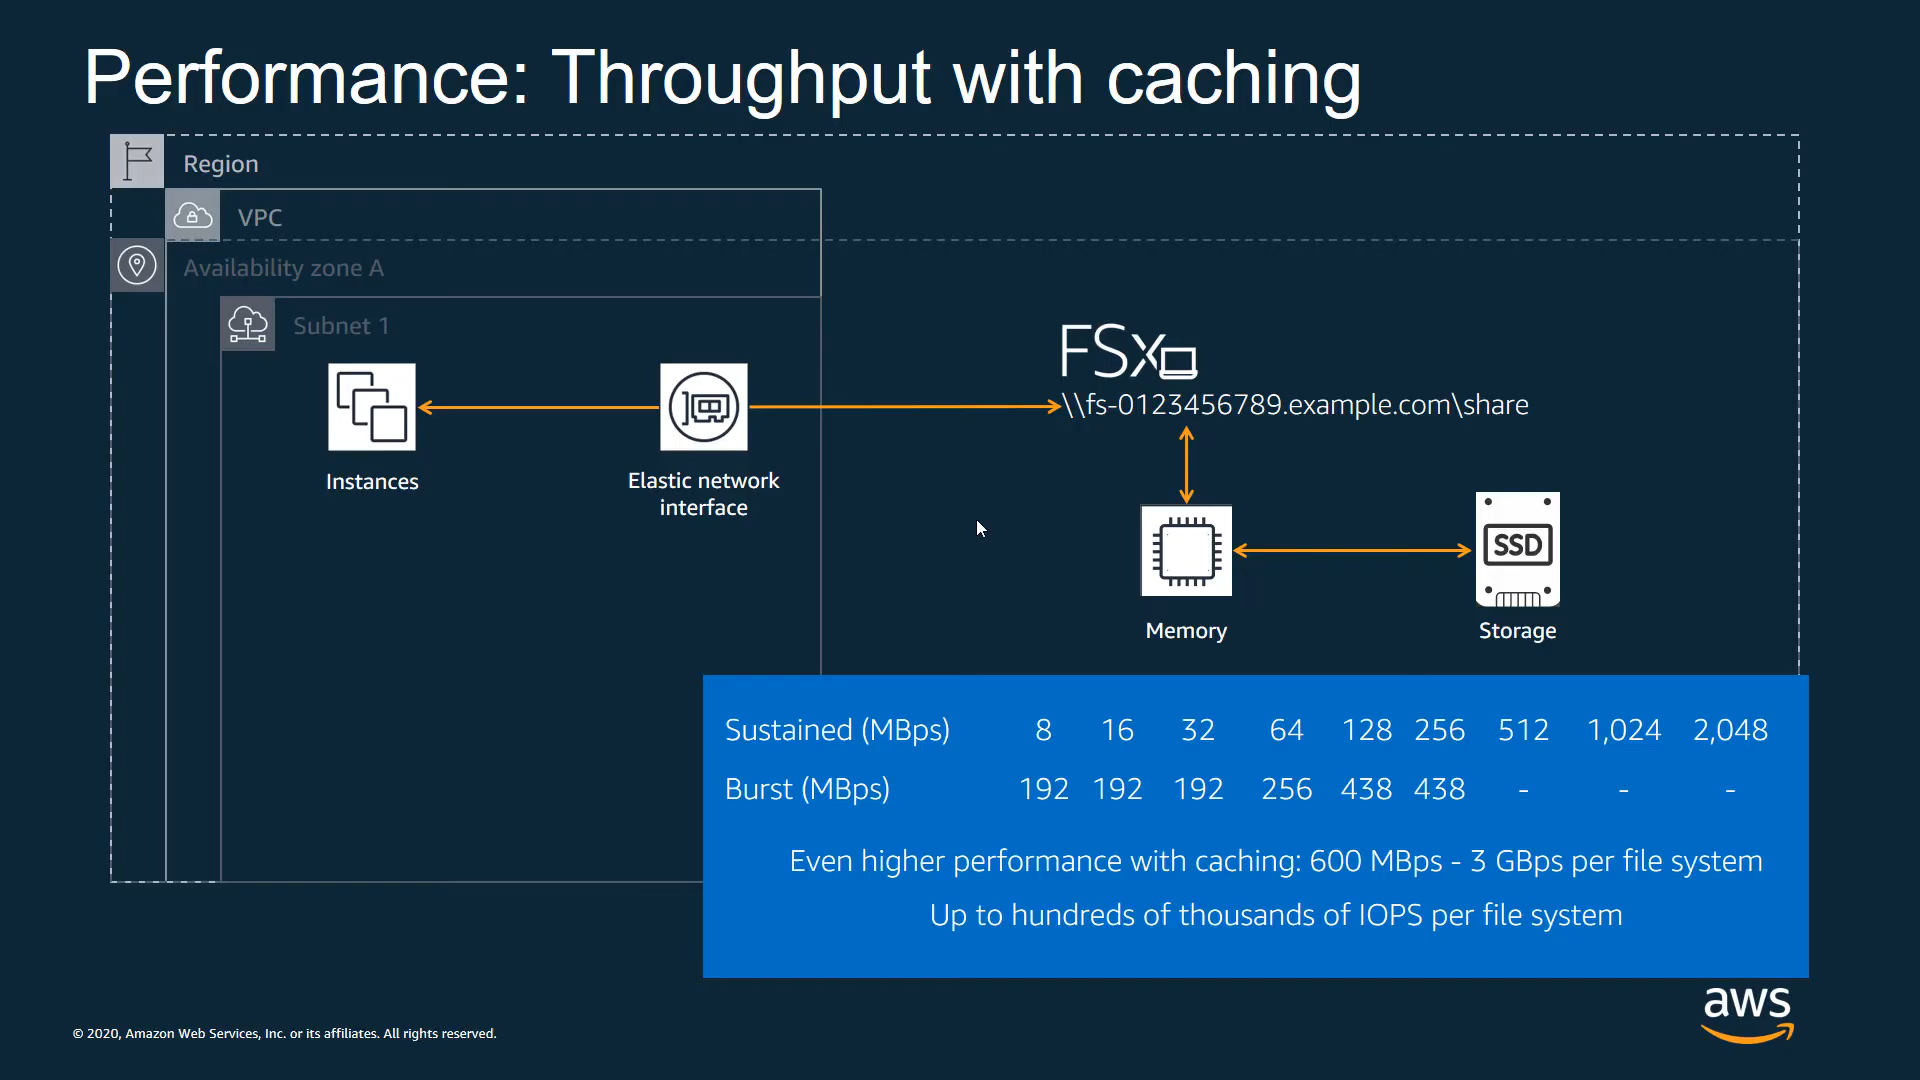 Performance: Throughput with caching
Region
VPC
Availability zone A
Subnet 1
FSx
\\fs-0123456789.example.com\share
Instances
Elastic network
interface
SSD
Memory
Storage
Sustained (MBps) 8 16 32 64 128 256 512 1,024 2,048
Burst (MBps) 192 192 192 256 438 438 - - -
Even higher performance with caching: 600 MBps - 3 GBps per file system
Up to hundreds of thousands of IOPS per file system
aws
© 2020, Amazon Web Services, Inc. or its affiliates. All rights reserved.